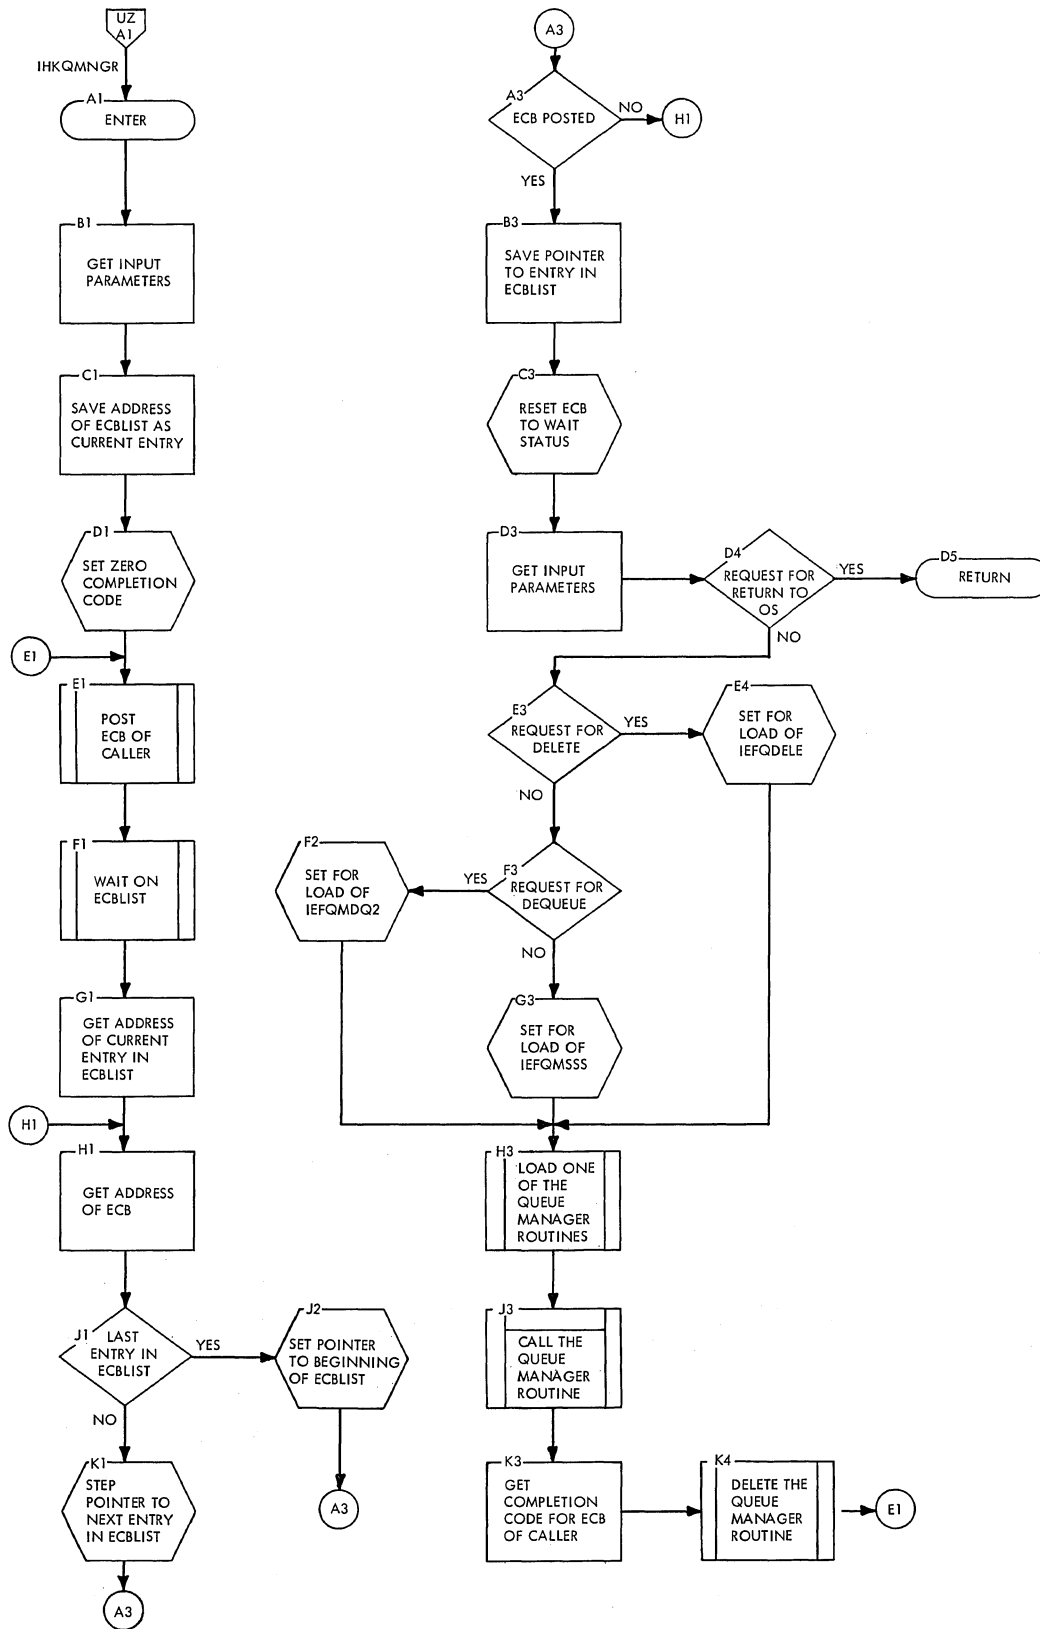 UZ
A1
IHKQMNGR
A1
ENTER
B1
GET INPUT
PARAMETERS
C1
SAVE ADDRESS
OF ECBLIST AS
CURRENT ENTRY
D1
SET ZERO
COMPLETION
CODE
E1
E1
POST
ECB OF
CALLER
F1
WAIT ON
ECBLIST
G1
GET ADDRESS
OF CURRENT
ENTRY IN
ECBLIST
H1
H1
GET ADDRESS
OF ECB
J1
LAST
ENTRY IN
ECBLIST
YES
NO
J2
SET POINTER
TO BEGINNING
OF ECBLIST
A3
K1
STEP
POINTER TO
NEXT ENTRY
IN ECBLIST
A3
A3
A3
ECB POSTED
NO
H1
YES
B3
SAVE POINTER
TO ENTRY IN
ECBLIST
C3
RESET ECB
TO WAIT
STATUS
D3
GET INPUT
PARAMETERS
D4
REQUEST FOR
RETURN TO
OS
YES
D5
RETURN
NO
E3
REQUEST FOR
DELETE
YES
E4
SET FOR
LOAD OF
IEFQDELE
NO
F3
REQUEST FOR
DEQUEUE
YES
F2
SET FOR
LOAD OF
IEFQMDQ2
NO
G3
SET FOR
LOAD OF
IEFQMSSS
H3
LOAD ONE
OF THE
QUEUE
MANAGER
ROUTINES
J3
CALL THE
QUEUE
MANAGER
ROUTINE
K3
GET
COMPLETION
CODE FOR ECB
OF CALLER
K4
DELETE THE
QUEUE
MANAGER
ROUTINE
E1